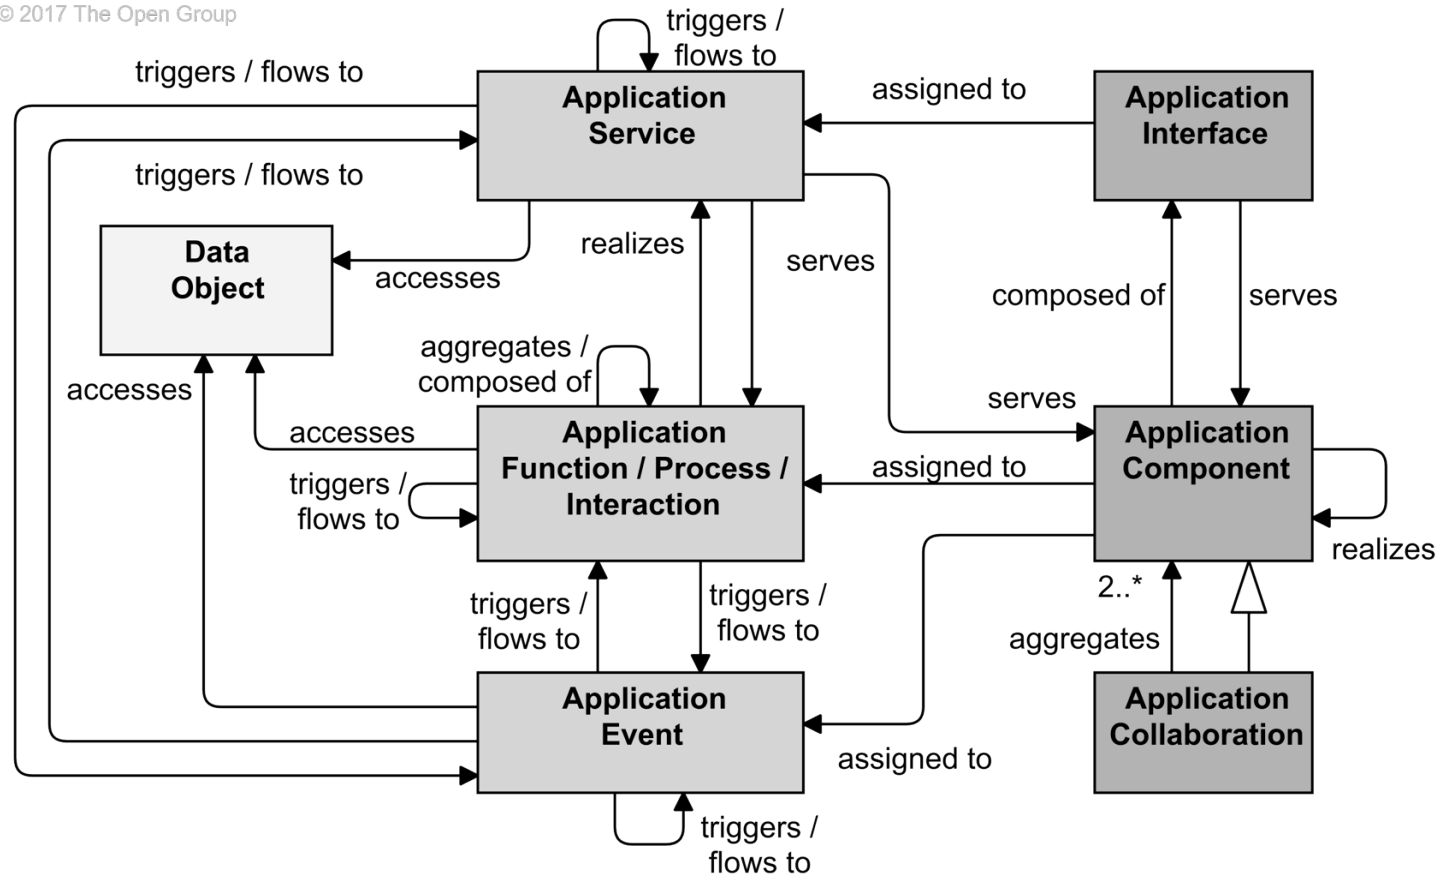 © 2017 The Open Group
triggers /
flows to
triggers / flows to
Application
Service
assigned to
Application
Interface
triggers / flows to
Data
Object
accesses
realizes
serves
composed of
serves
aggregates /
composed of
accesses
accesses
serves
Application
Function / Process /
Interaction
assigned to
Application
Component
triggers /
flows to
realizes
triggers /
flows to
triggers /
flows to
2..*
aggregates
Application
Event
Application
Collaboration
assigned to
triggers /
flows to